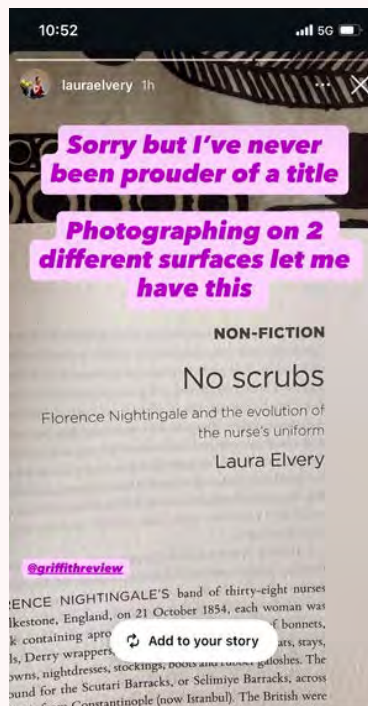 10:52
5G
lauraelvery 1h
Sorry but I've never
been prouder of a title
Photographing on 2
different surfaces let me
have this
NON-FICTION
No scrubs
Florence Nightingale and the evolution of
the nurse's uniform
Laura Elvery
@griffithreview
ENCE NIGHTINGALE'S band of thirty-eight nurses
lkestone, England, on 21 October 1854, each woman was
k containing apro f bonnets,
ls, Derry wrappers, ats, stays,
owns, nightdresses, stockings, boots and rubber galoshes. The
Add to your story
ound for the Scutari Barracks, or Selimiye Barracks, across
Constantinople (now Istanbul). The British were